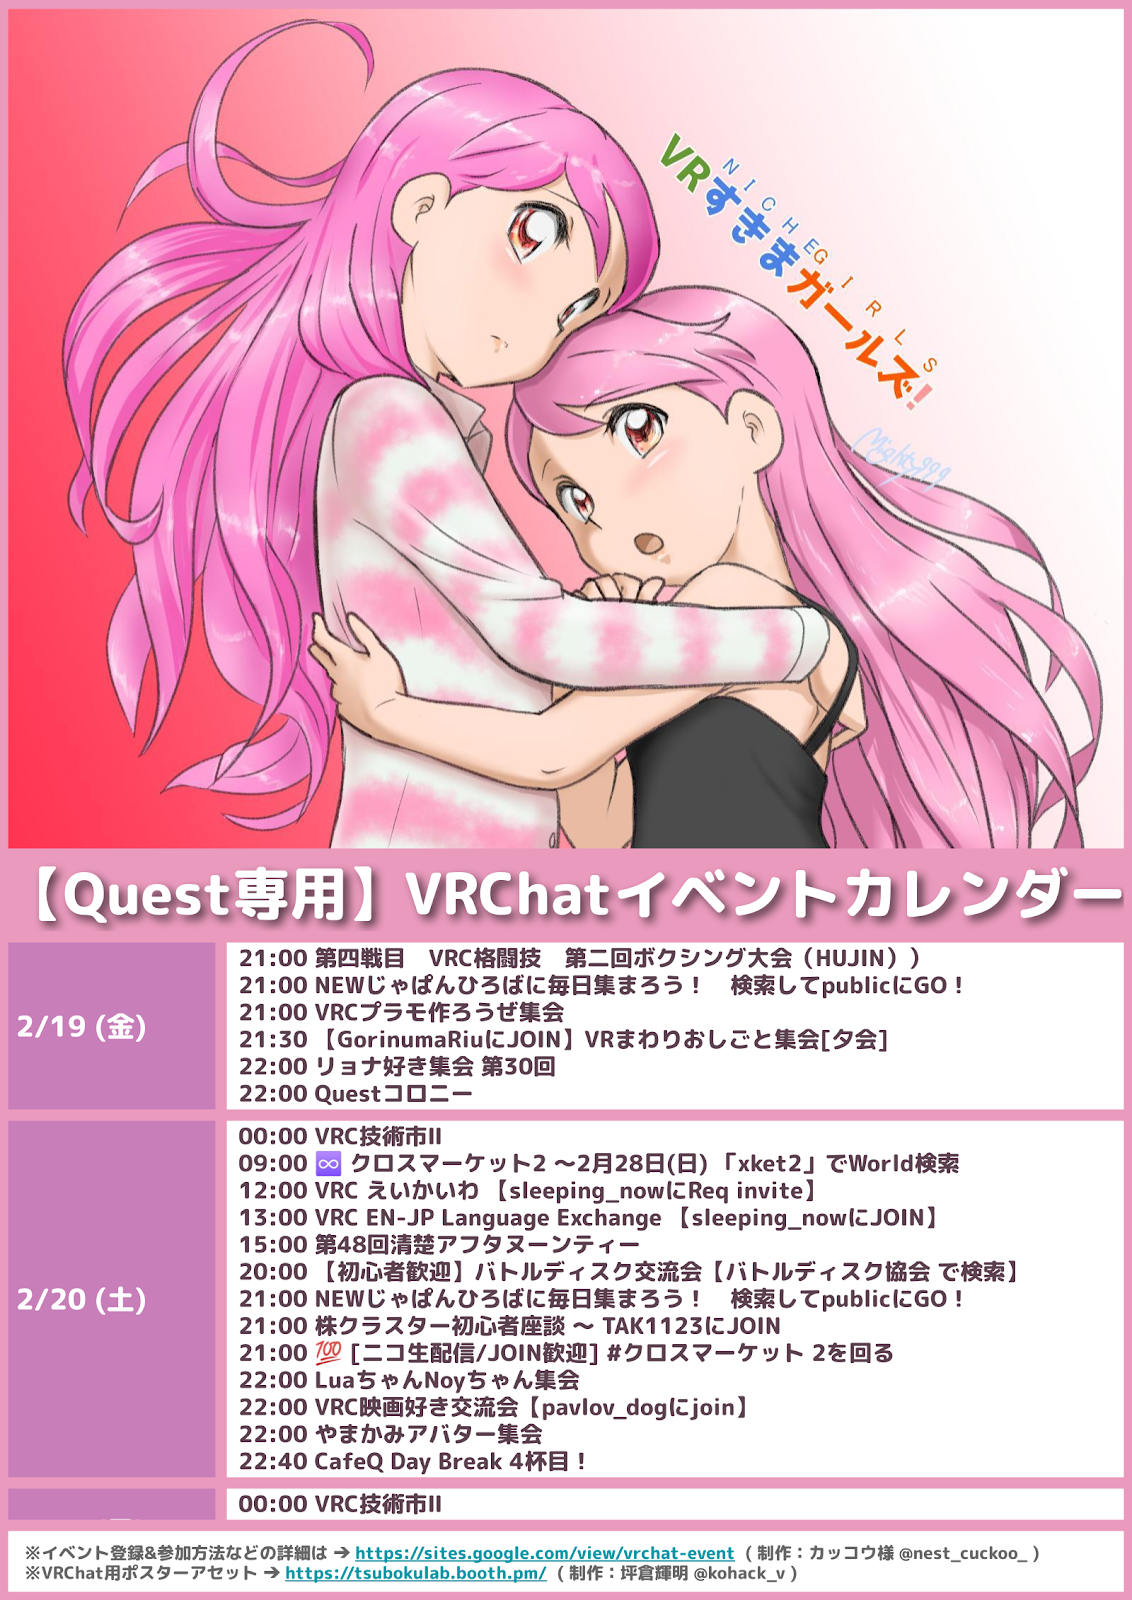 NICHE GIRLS
VRすきまガールズ!
Mighty999
【Quest専用】VRChatイベントカレンダー
2/19 (金)
21:00 第四戦目　VRC格闘技　第二回ボクシング大会（HUJIN））
21:00 NEWじゃぱんひろばに毎日集まろう！　検索してpublicにGO！
21:00 VRCプラモ作ろうぜ集会
21:30 【GorinumaRiuにJOIN】VRまわりおしごと集会[夕会]
22:00 リョナ好き集会 第30回
22:00 Questコロニー
2/20 (土)
00:00 VRC技術市II
09:00 ♾️ クロスマーケット2 ～2月28日(日) 「xket2」でWorld検索
12:00 VRC えいかいわ 【sleeping_nowにReq invite】
13:00 VRC EN-JP Language Exchange 【sleeping_nowにJOIN】
15:00 第48回清楚アフタヌーンティー
20:00 【初心者歓迎】バトルディスク交流会【バトルディスク協会 で検索】
21:00 NEWじゃぱんひろばに毎日集まろう！　検索してpublicにGO！
21:00 株クラスター初心者座談 ～ TAK1123にJOIN
21:00 💯 [ニコ生配信/JOIN歓迎] #クロスマーケット 2を回る
22:00 LuaちゃんNoyちゃん集会
22:00 VRC映画好き交流会【pavlov_dogにjoin】
22:00 やまかみアバター集会
22:40 CafeQ Day Break 4杯目！
00:00 VRC技術市II
※イベント登録&参加方法などの詳細は → https://sites.google.com/view/vrchat-event （ 制作：カッコウ様 @nest_cuckoo_ ）
※VRChat用ポスターアセット → https://tsubokulab.booth.pm/ （ 制作：坪倉輝明 @kohack_v ）